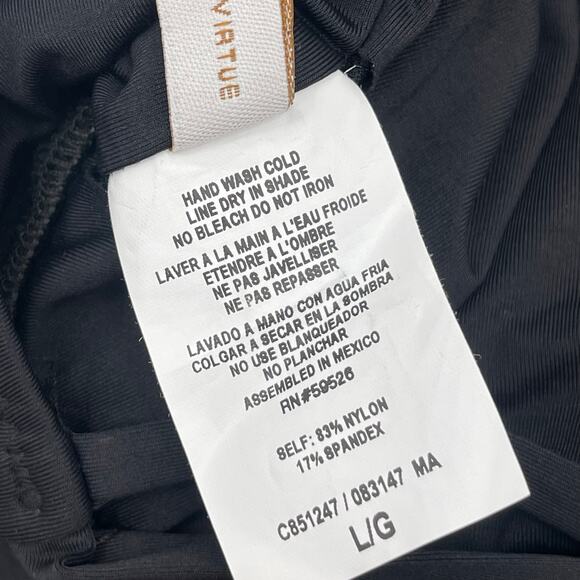 VIRTUE
HAND WASH COLD
LINE DRY IN SHADE
NO BLEACH DO NOT IRON
LAVER A LA MAIN A L'EAU FROIDE
ETENDRE A L'OMBRE
NE PAS JAVELLISER
NE PAS REPASSER
LAVADO A MANO CON AGUA FRIA
COLGAR A SECAR EN LA SOMBRA
NO USE BLANQUEADOR
NO PLANCHAR
ASSEMBLED IN MEXICO
RN#59526
SELF: 83% NYLON
17% SPANDEX
C851247 / 083147 MA
L/G